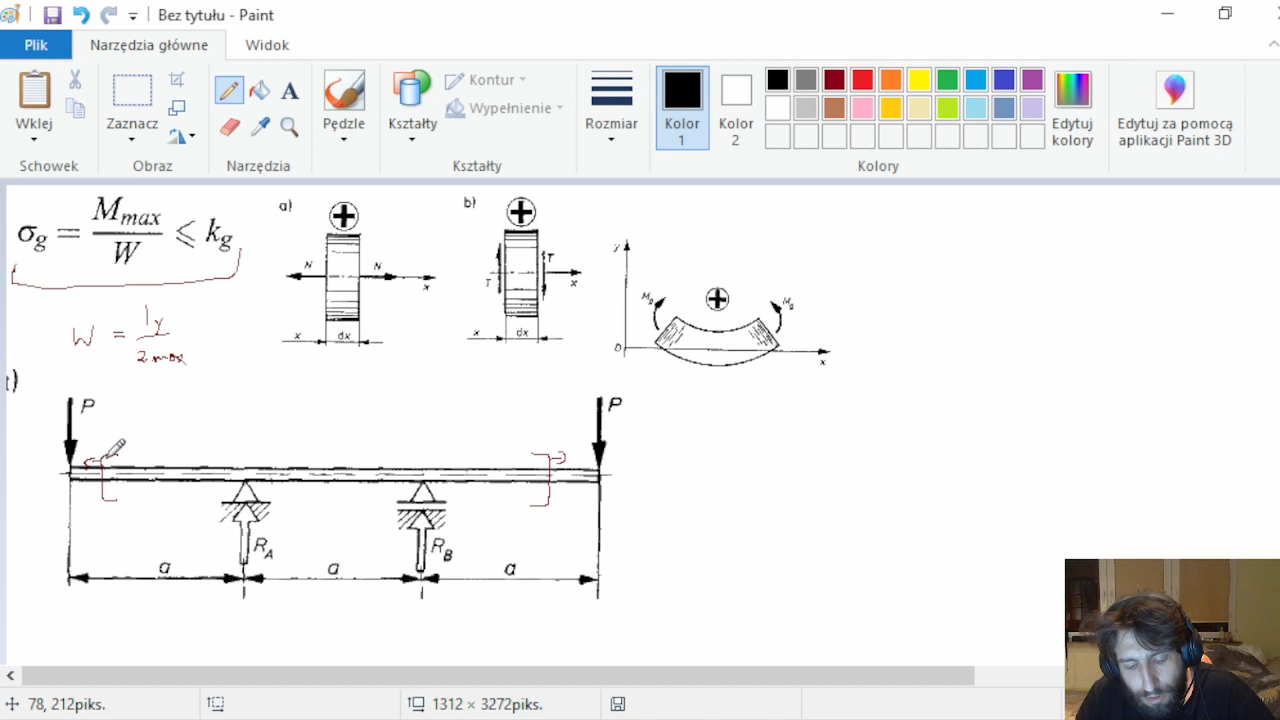 Bez tytułu - Paint
Plik
Narzędzia główne
Widok
Wklej
Zaznacz
Pędzle
Kształty
Kontur
Wypełnienie
Rozmiar
Kolor 1
Kolor 2
Edytuj kolory
Edytuj za pomocą aplikacji Paint 3D
Schowek
Obraz
Narzędzia
Kształty
Kolory
σg = Mmax / W ⩽ kg
a)
N
N
x
x
dx
b)
T
T
x
x
dx
y
Mg
Mg
0
x
W = Iy / zmax
P
P
RA
RB
a
a
a
78, 212piks.
1312 × 3272piks.